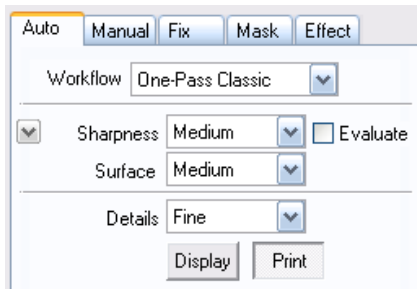 Auto Manual Fix Mask Effect
Workflow One-Pass Classic
Sharpness Medium Evaluate
Surface Medium
Details Fine
Display Print